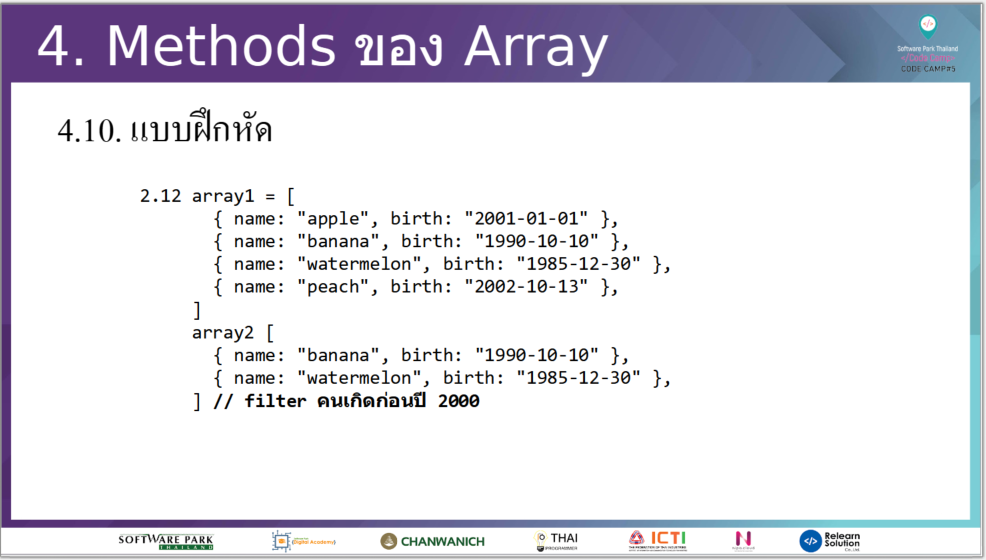 4. Methods ของ Array
Software Park Thailand
</Code Camp>
CODE CAMP#5
4.10. แบบฝึกหัด
2.12 array1 = [
{ name: "apple", birth: "2001-01-01" },
{ name: "banana", birth: "1990-10-10" },
{ name: "watermelon", birth: "1985-12-30" },
{ name: "peach", birth: "2002-10-13" },
]
array2 [
{ name: "banana", birth: "1990-10-10" },
{ name: "watermelon", birth: "1985-12-30" },
] // filter คนเกิดก่อนปี 2000
SOFTWARE PARK
THAILAND
Digital Academy
CHANWANICH
THAI
PROGRAMMER
ICTI
N
Relearn
Solution
Co., Ltd.